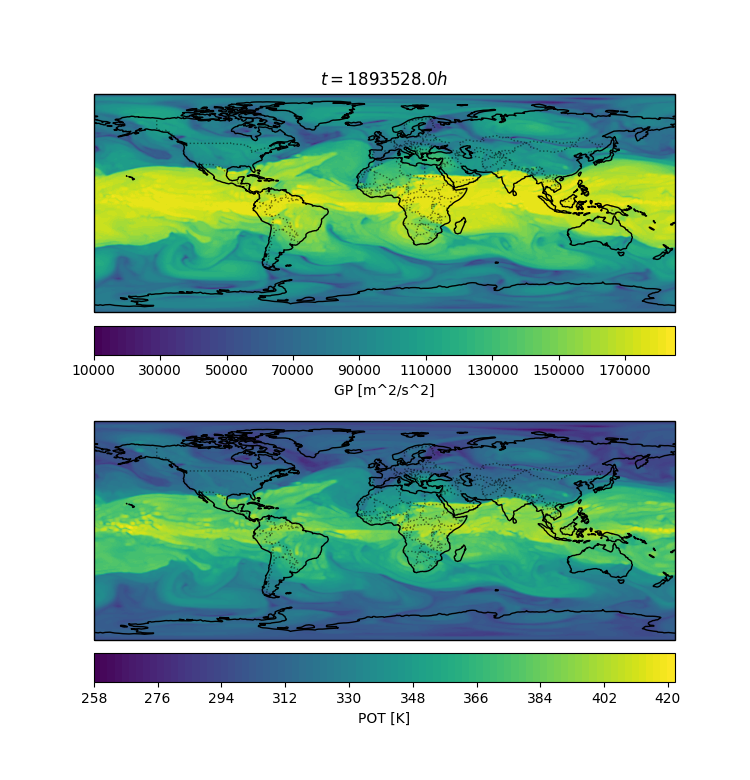 t = 1893528.0h
10000 30000 50000 70000 90000 110000 130000 150000 170000
GP [m^2/s^2]
258 276 294 312 330 348 366 384 402 420
POT [K]